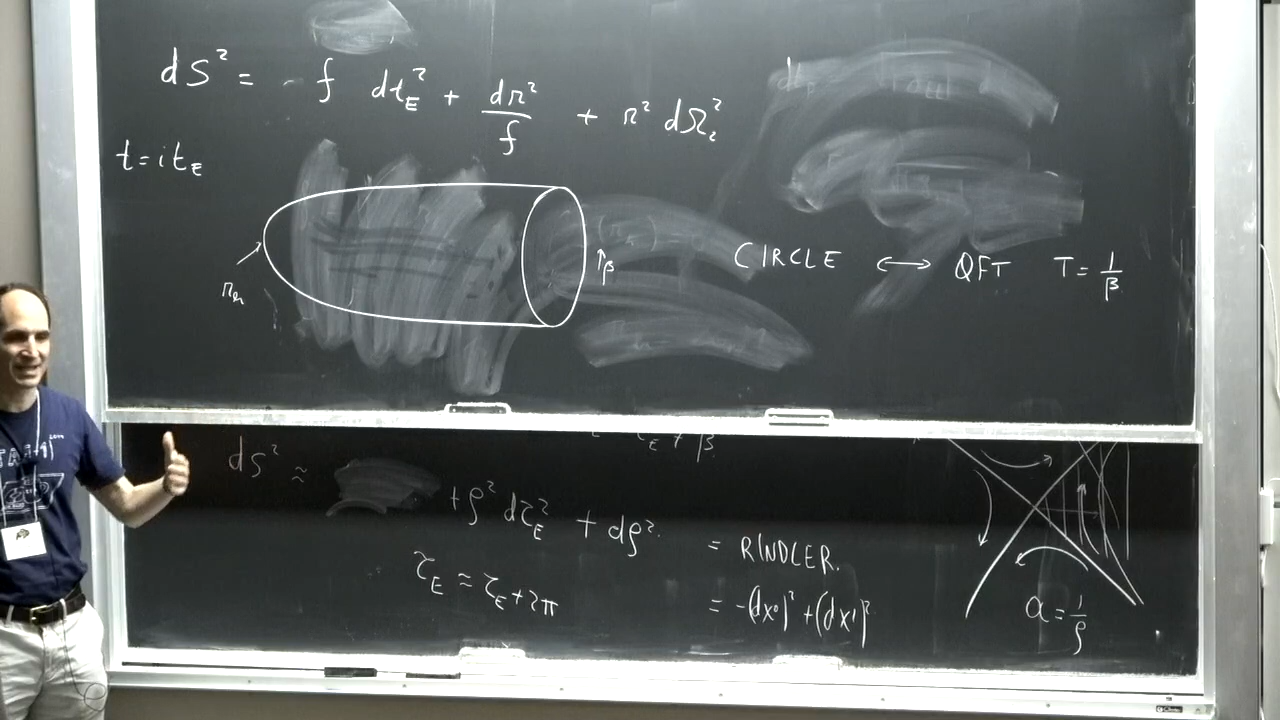 dS² = - f dt_E² + dr²/f + r² dΩ₂²
t = i t_E
r_h
β
CIRCLE ↔ QFT T = 1/β
dS² ≈ + ρ² dτ_E² + dρ²
= RINDLER.
τ_E ≈ τ_E + 2π
= -(dx⁰)² + (dx¹)²
a = 1/ρ